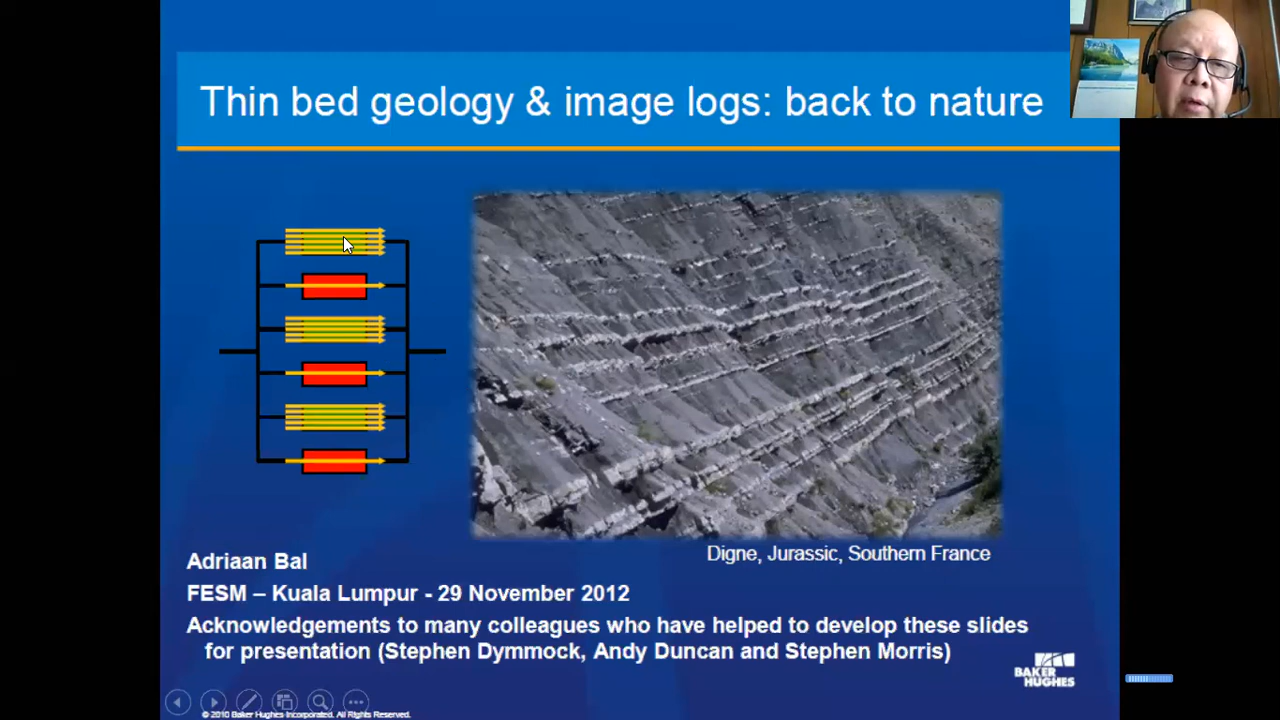 Thin bed geology & image logs: back to nature
Digne, Jurassic, Southern France
Adriaan Bal
FESM – Kuala Lumpur - 29 November 2012
Acknowledgements to many colleagues who have helped to develop these slides
for presentation (Stephen Dymmock, Andy Duncan and Stephen Morris)
BAKER
HUGHES
© 2010 Baker Hughes Incorporated. All Rights Reserved.